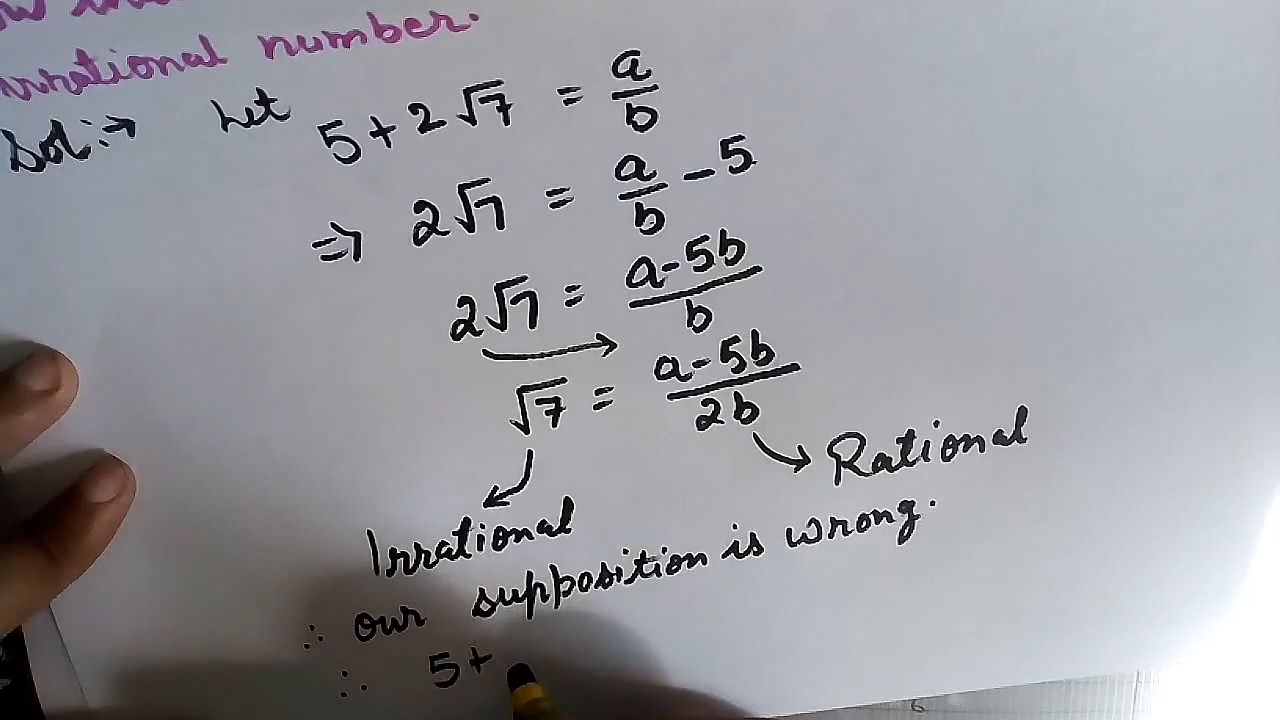 irrational number.
Sol:→ Let 5 + 2√7 = a/b
⇒ 2√7 = a/b - 5
2√7 = a-5b/b
√7 = a-5b/2b
Rational
Irrational
∴ our supposition is wrong.
∴ 5+